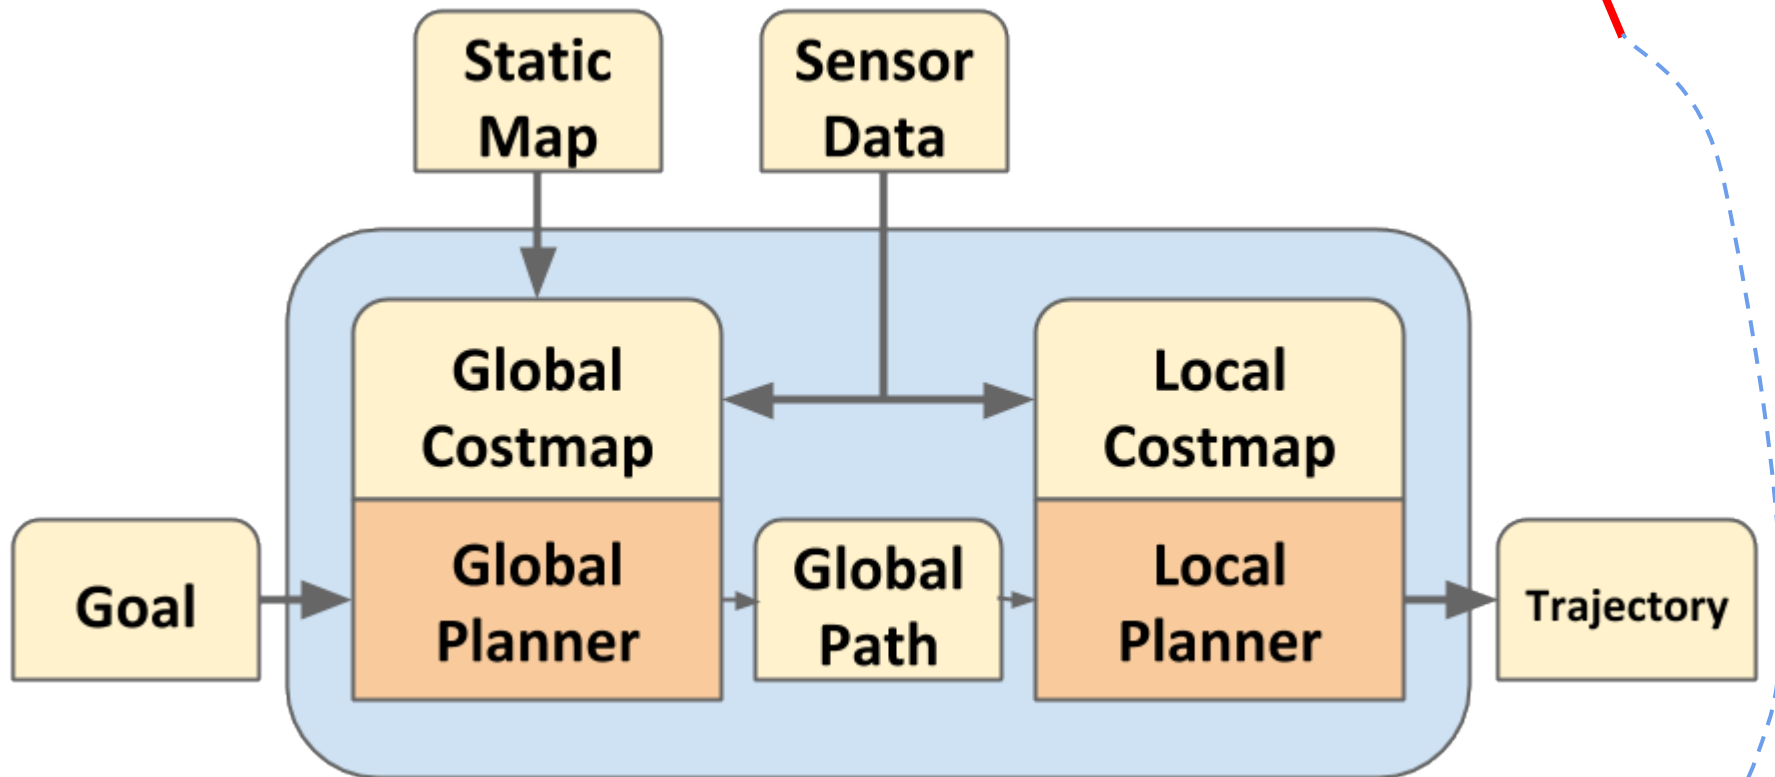 Static
Map
Sensor
Data
Global
Costmap
Local
Costmap
Goal
Global
Planner
Global
Path
Local
Planner
Trajectory